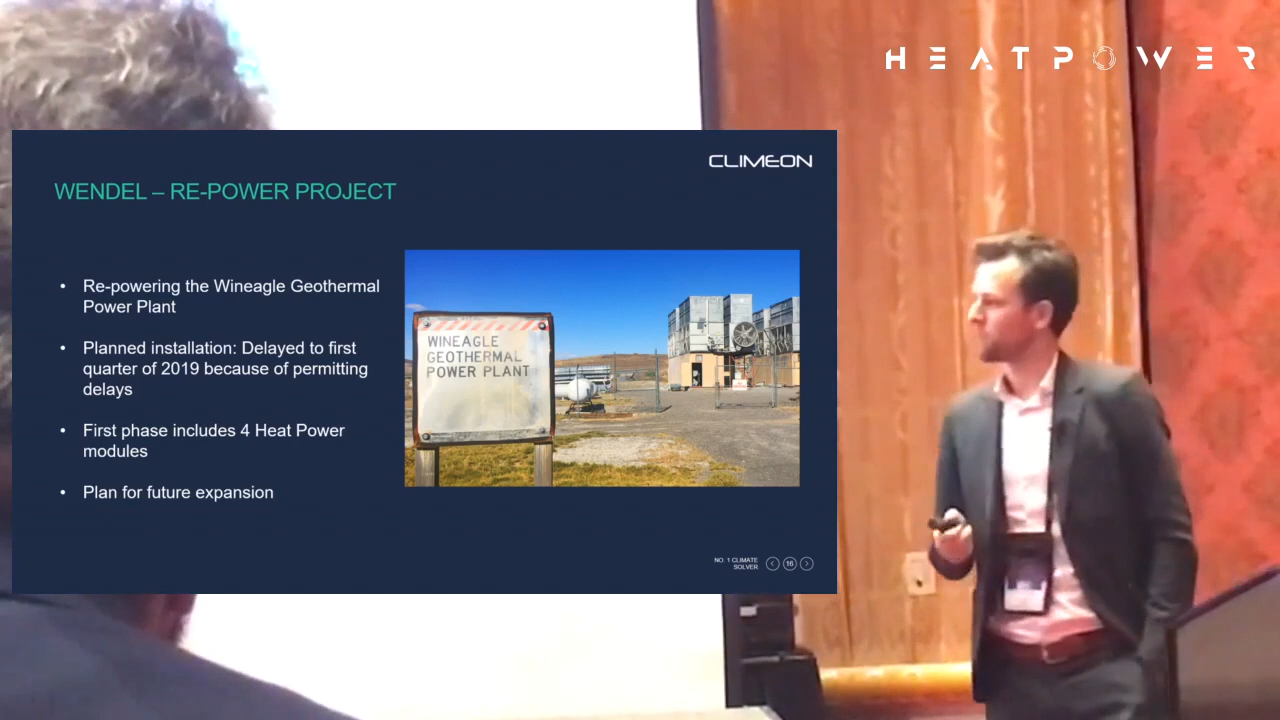 HEATPOWER
CLIMEON
WENDEL – RE-POWER PROJECT
• Re-powering the Wineagle Geothermal
Power Plant
• Planned installation: Delayed to first
quarter of 2019 because of permitting
delays
• First phase includes 4 Heat Power
modules
• Plan for future expansion
WINEAGLE
GEOTHERMAL
POWER PLANT
NO. 1 CLIMATE
SOLVER
16